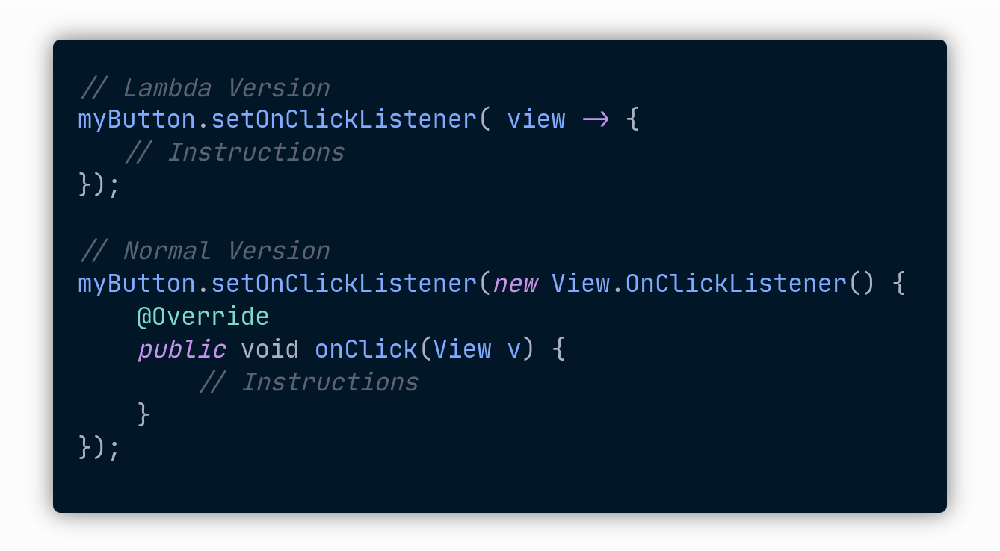 // Lambda Version
myButton.setOnClickListener( view -> {
   // Instructions
});

// Normal Version
myButton.setOnClickListener(new View.OnClickListener() {
    @Override
    public void onClick(View v) {
        // Instructions
    }
});